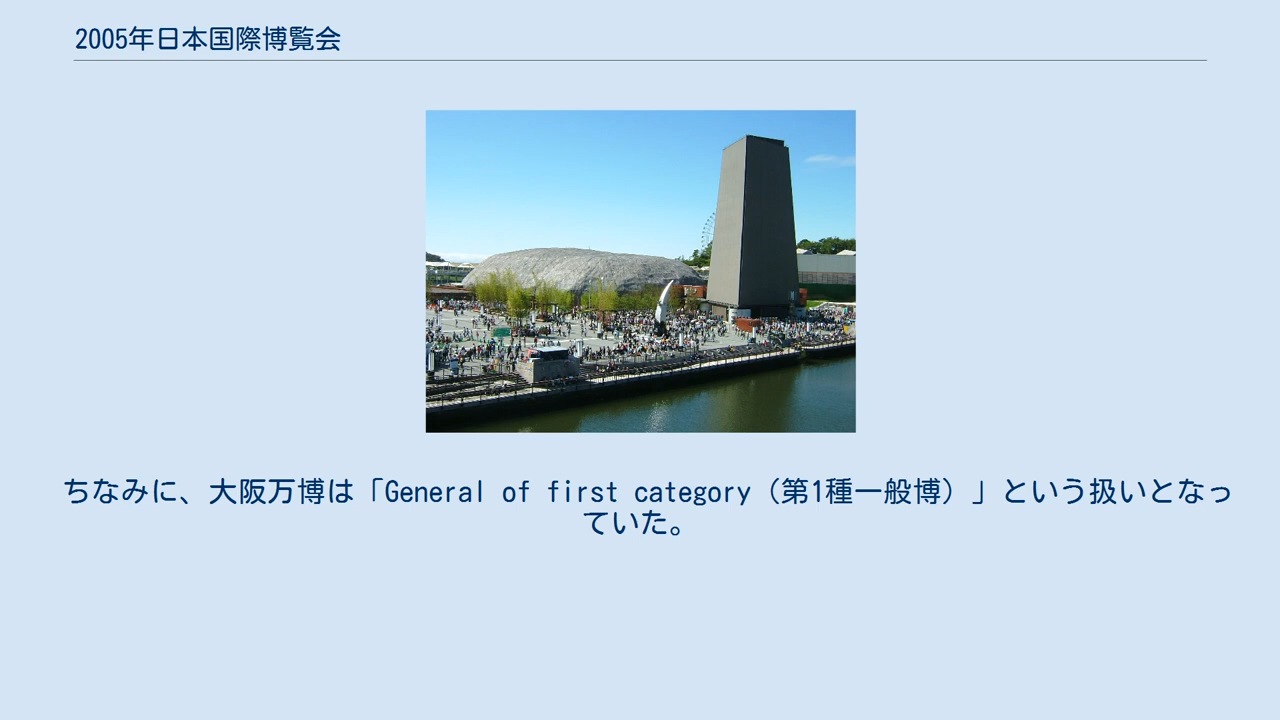 2005年日本国際博覧会
ちなみに、大阪万博は「General of first category（第1種一般博）」という扱いとなっ
ていた。